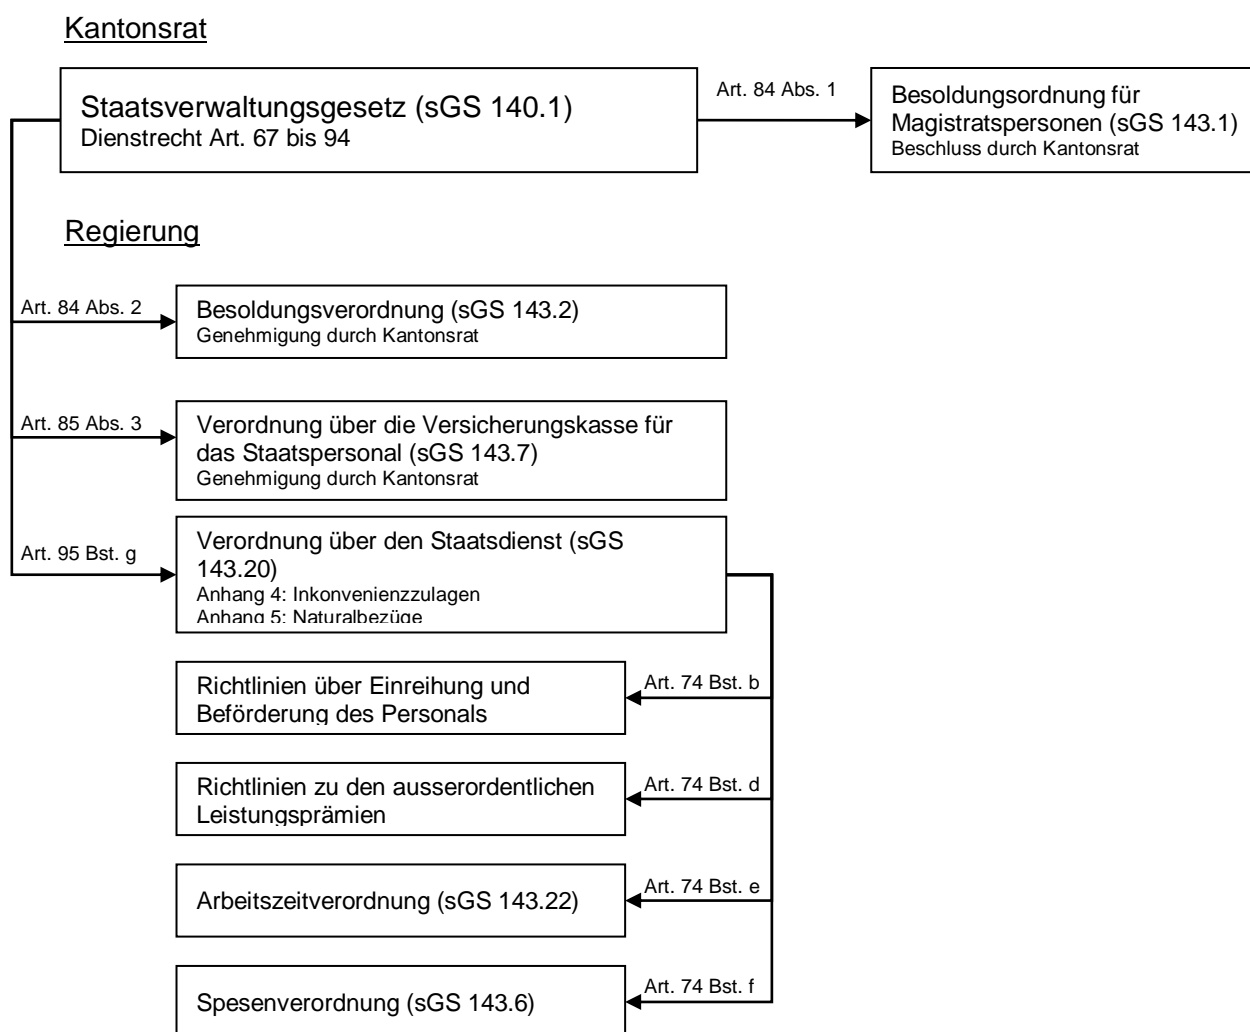 Kantonsrat
Staatsverwaltungsgesetz (sGS 140.1)
Dienstrecht Art. 67 bis 94
Art. 84 Abs. 1
Besoldungsordnung für
Magistratspersonen (sGS 143.1)
Beschluss durch Kantonsrat
Regierung
Art. 84 Abs. 2
Besoldungsverordnung (sGS 143.2)
Genehmigung durch Kantonsrat
Art. 85 Abs. 3
Verordnung über die Versicherungskasse für
das Staatspersonal (sGS 143.7)
Genehmigung durch Kantonsrat
Art. 95 Bst. g
Verordnung über den Staatsdienst (sGS
143.20)
Anhang 4: Inkonvenienzzulagen
Anhang 5: Naturalbezüge
Richtlinien über Einreihung und
Beförderung des Personals
Art. 74 Bst. b
Richtlinien zu den ausserordentlichen
Leistungsprämien
Art. 74 Bst. d
Arbeitszeitverordnung (sGS 143.22)
Art. 74 Bst. e
Spesenverordnung (sGS 143.6)
Art. 74 Bst. f